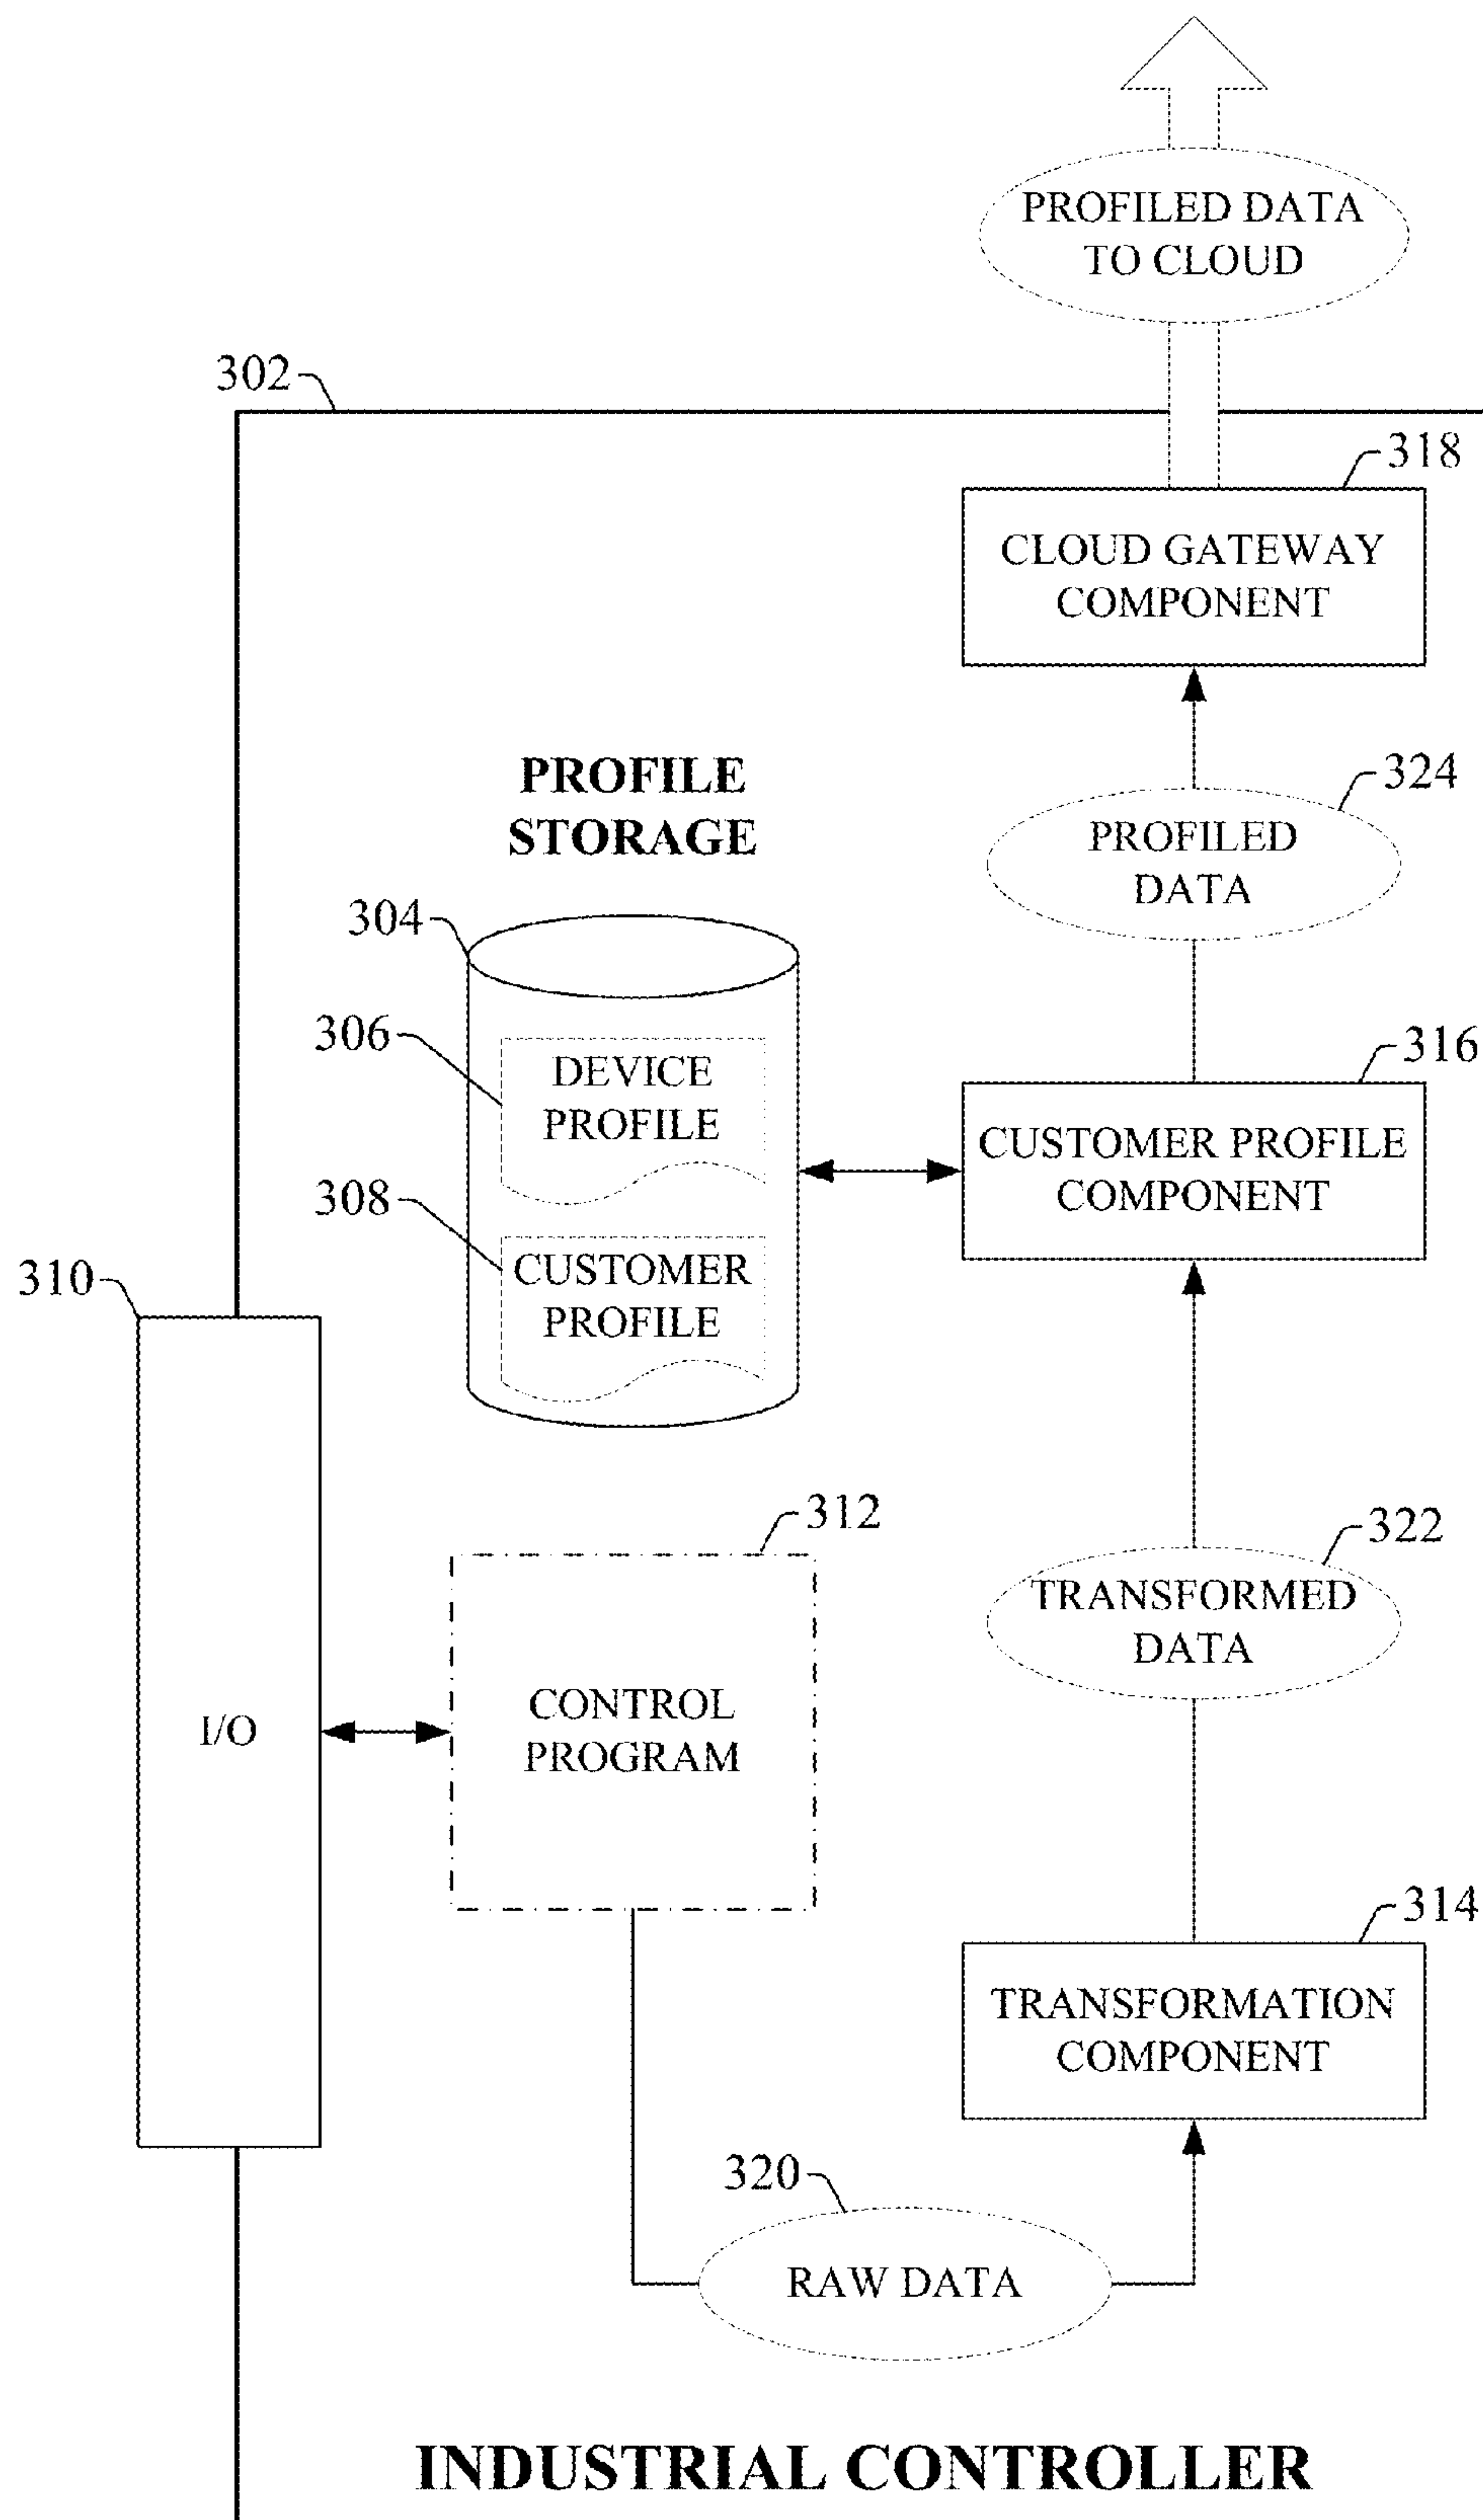 PROFILED DATA
TO CLOUD
302
318
CLOUD GATEWAY
COMPONENT
PROFILE
STORAGE
324
PROFILED
DATA
304
306
DEVICE
PROFILE
316
CUSTOMER PROFILE
COMPONENT
308
CUSTOMER
PROFILE
310
I/O
312
CONTROL
PROGRAM
322
TRANSFORMED
DATA
314
TRANSFORMATION
COMPONENT
320
RAW DATA
INDUSTRIAL CONTROLLER